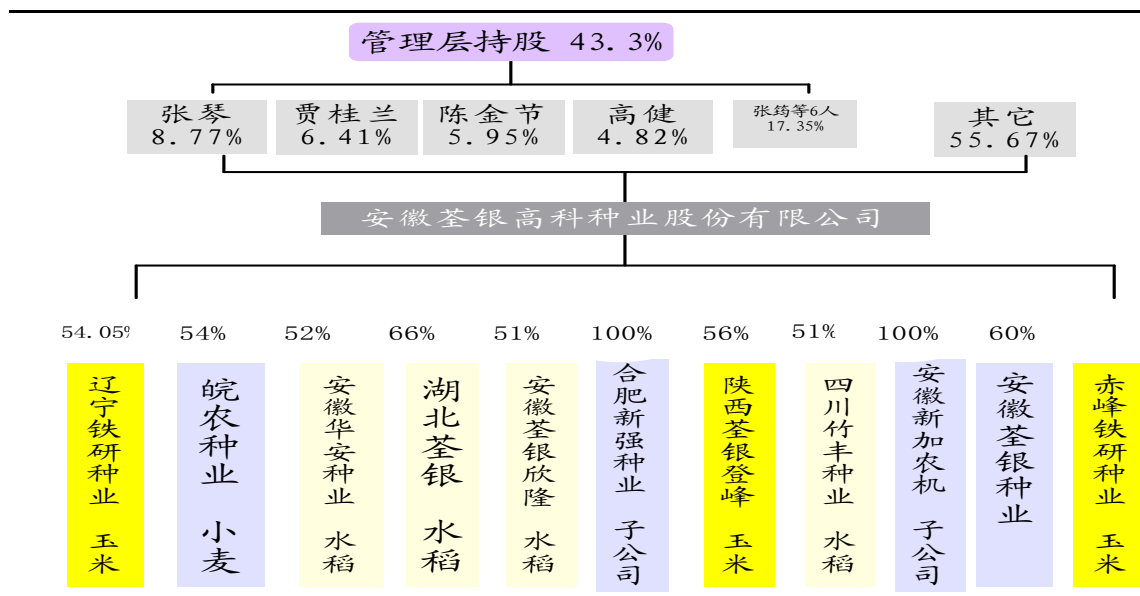 管理层持股 43.3%
张琴
8.77%
贾桂兰
6.41%
陈金节
5.95%
高健
4.82%
张筠等6人
17.35%
其它
55.67%
安徽荃银高科种业股份有限公司
54.05%
54%
52%
66%
51%
100%
56%
51%
100%
60%
辽宁铁研种业 玉米
皖农种业 小麦
安徽华安种业 水稻
湖北荃银 水稻
安徽荃银欣隆 水稻
合肥新强种业 子公司
陕西荃银登峰 玉米
四川竹丰种业 水稻
安徽新加农机 子公司
安徽荃银种业
赤峰铁研种业 玉米